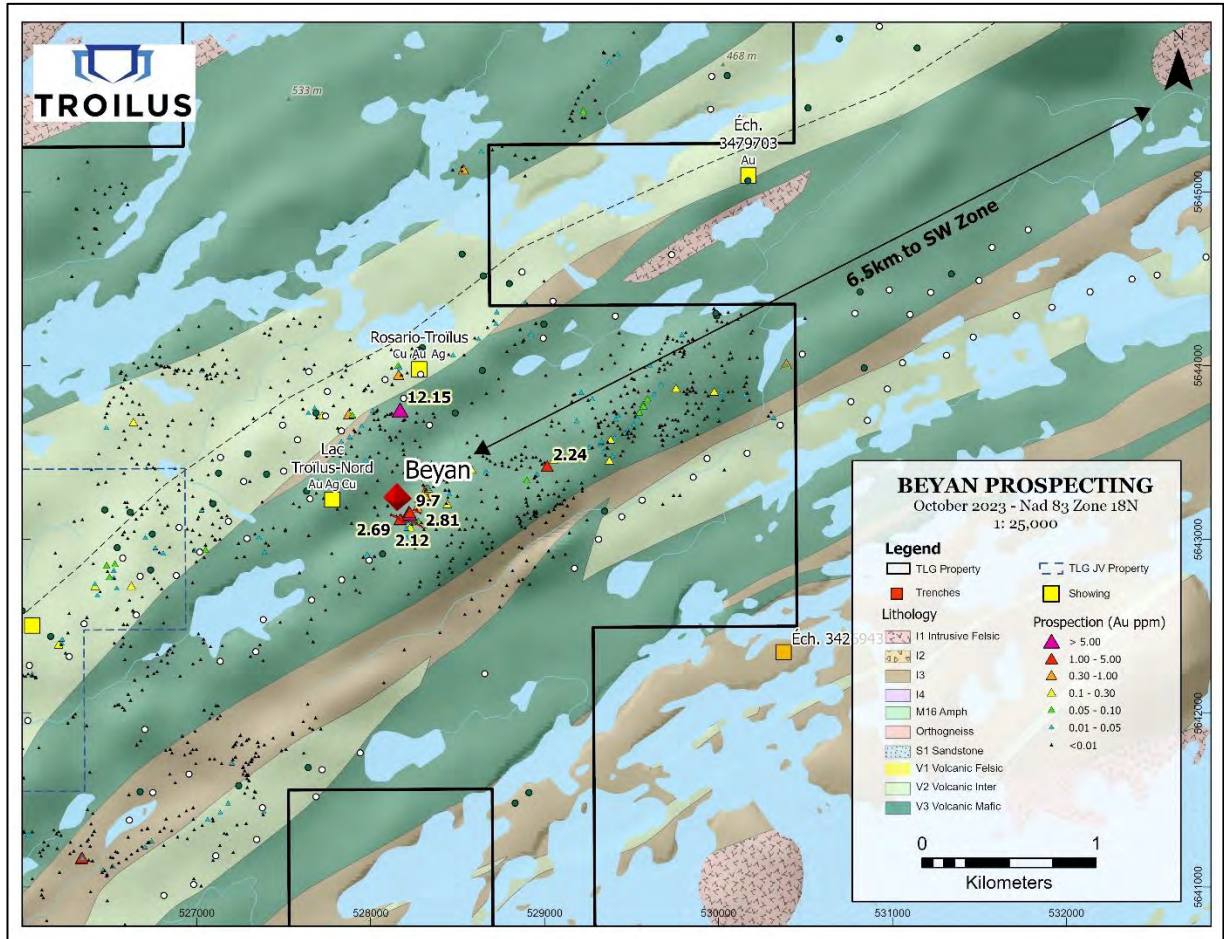 TROILUS
533 m
468 m
N
Éch.
3479703
Au
6.5km to SW Zone
Rosario-Troïlus
Cu Au Ag
12.15
Lac
Troïlus-Nord
Au Ag Cu
Beyan
2.24
9.7
2.69
2.81
2.12
5645000
5644000
5643000
5642000
5641000
527000
528000
529000
530000
531000
532000
BEYAN PROSPECTING
October 2023 - Nad 83 Zone 18N
1: 25,000
Legend
TLG Property
TLG JV Property
Trenches
Showing
Lithology
I1 Intrusive Felsic
I2
I3
I4
M16 Amph
Orthogneiss
S1 Sandstone
V1 Volcanic Felsic
V2 Volcanic Inter
V3 Volcanic Mafic
Prospection (Au ppm)
> 5.00
1.00 - 5.00
0.30 -1.00
0.1 - 0.30
0.05 - 0.10
0.01 - 0.05
<0.01
0
1
Kilometers
Éch.